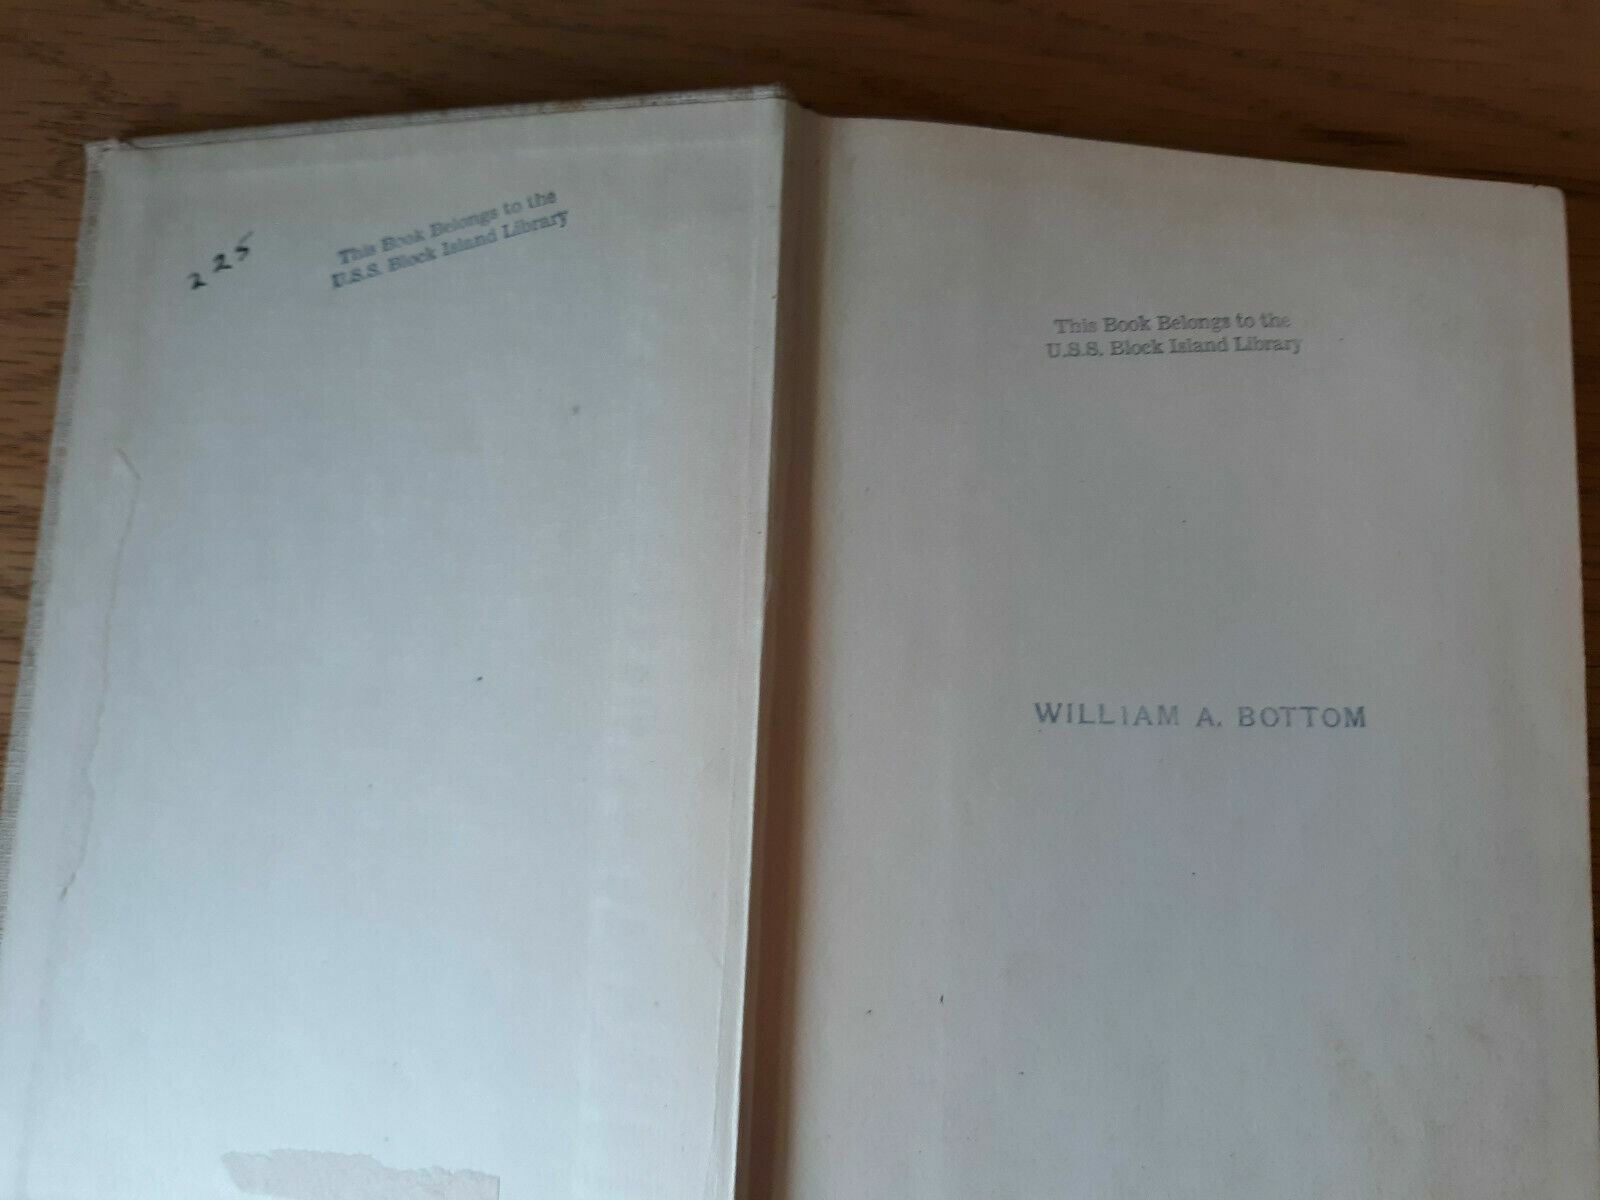 225
This Book Belongs to the
U.S.S. Block Island Library
This Book Belongs to the
U.S.S. Block Island Library
WILLIAM A. BOTTOM